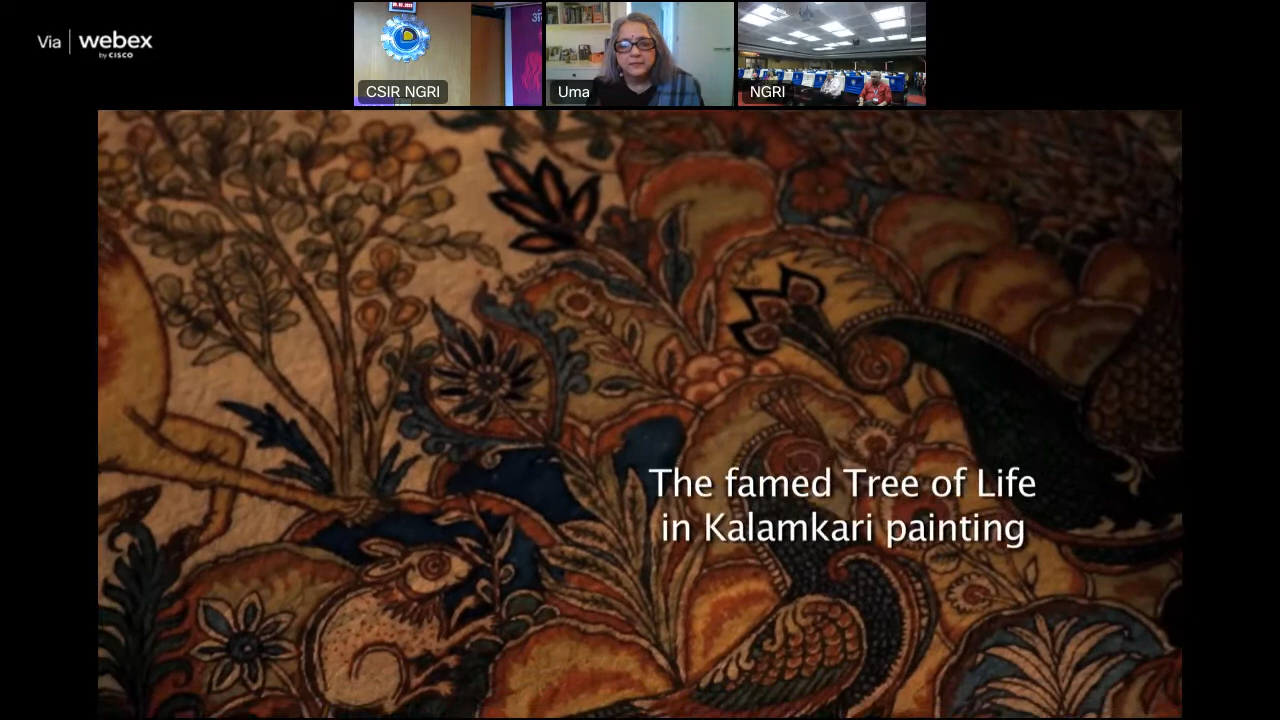 Via webex
by CISCO
CSIR NGRI
Uma
NGRI
The famed Tree of Life
in Kalamkari painting